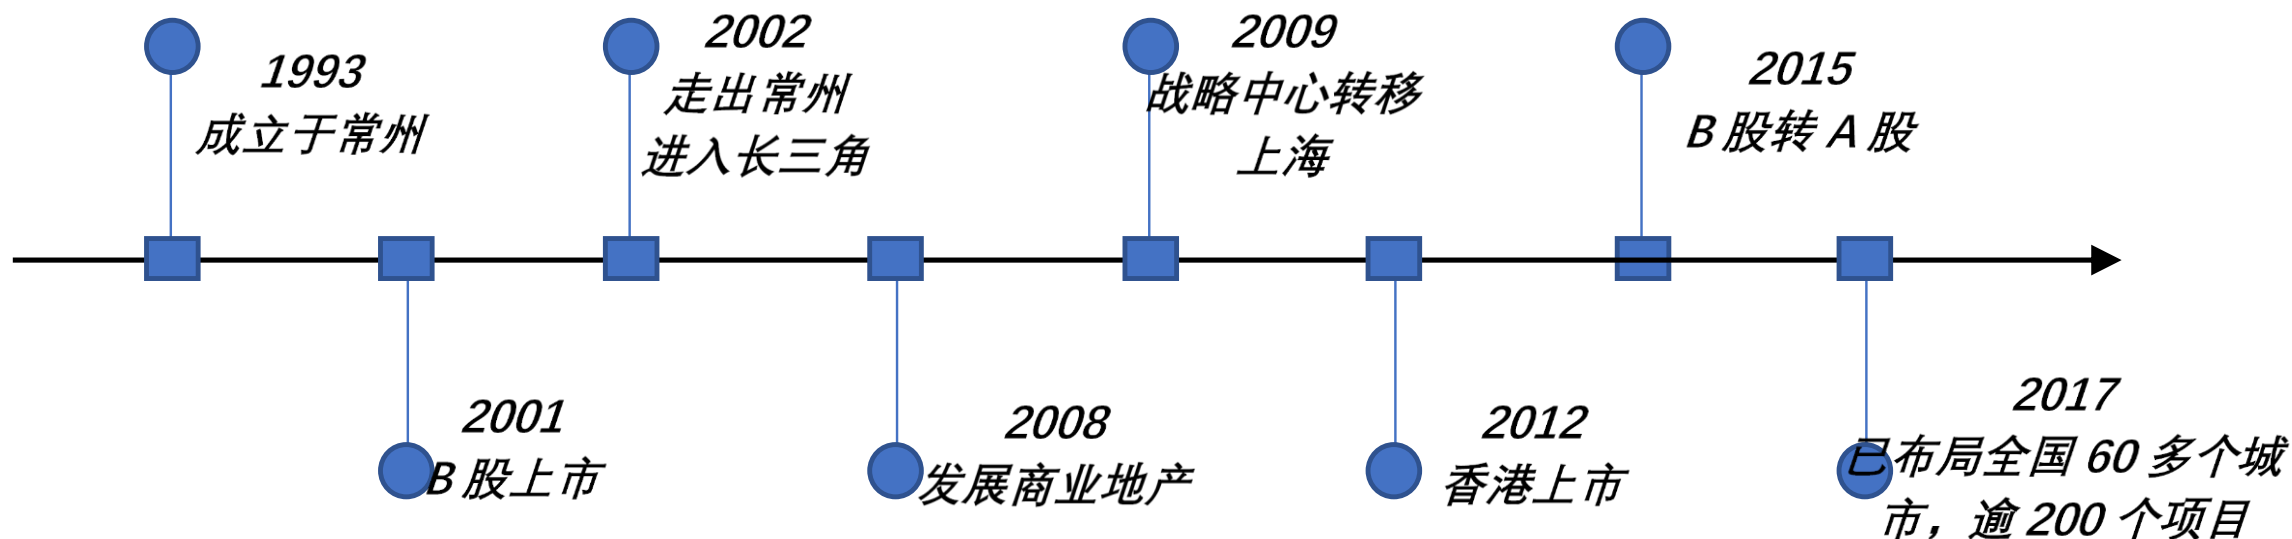 1993
成立于常州
2001
B股上市
2002
走出常州
进入长三角
2008
发展商业地产
2009
战略中心转移
上海
2012
香港上市
2015
B股转A股
2017
已布局全国60多个城
市，逾200个项目